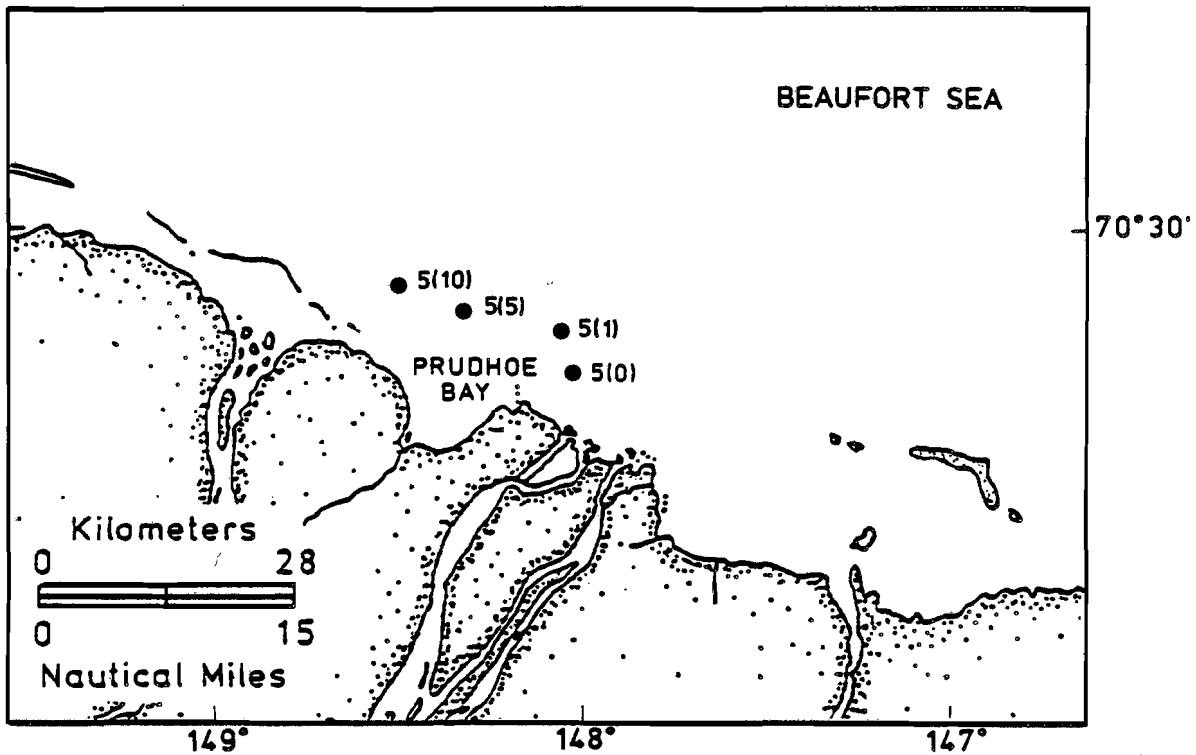 BEAUFORT SEA
70°30'
5(10)
5(5)
5(1)
PRUDHOE
BAY
5(0)
Kilometers
0 28
0 15
Nautical Miles
149° 148° 147°